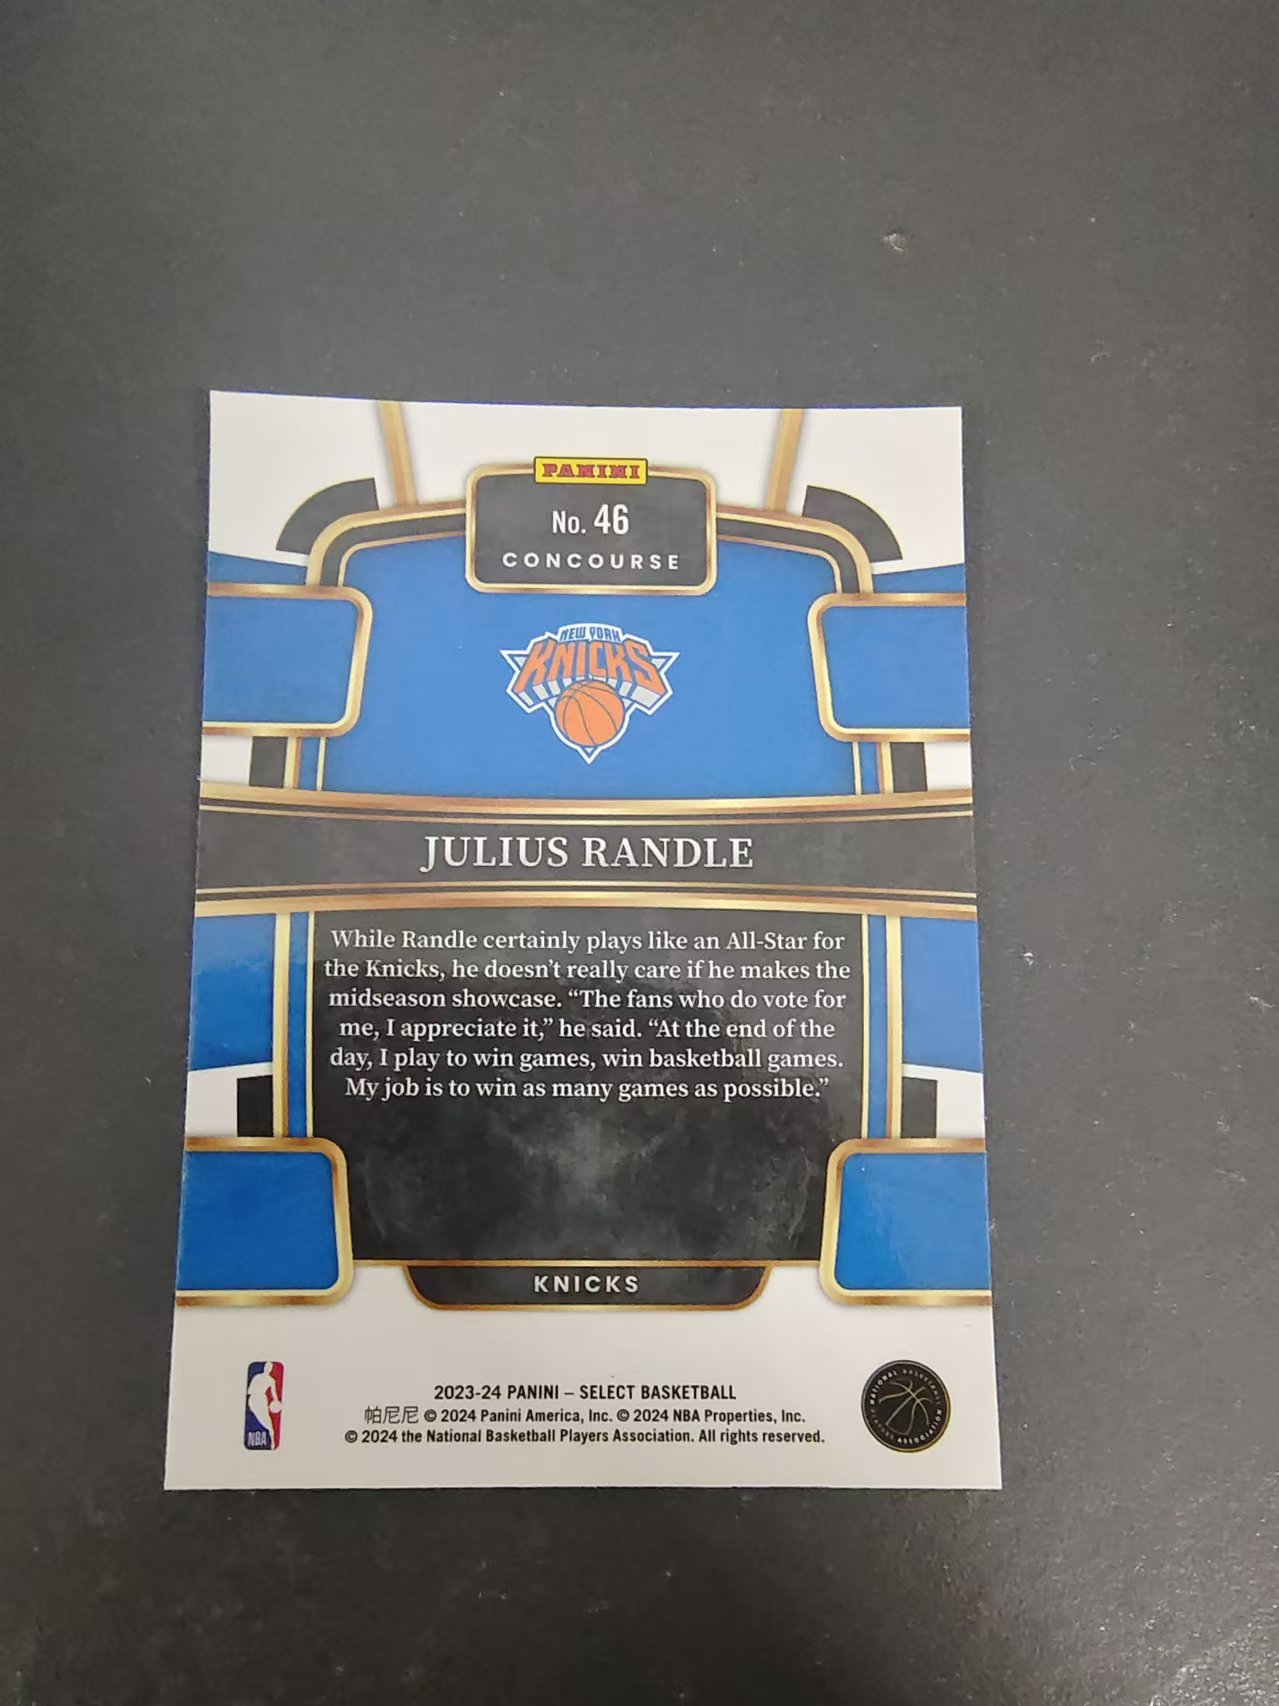 PANINI
No. 46
CONCOURSE
NEW YORK
KNICKS
JULIUS RANDLE
While Randle certainly plays like an All-Star for
the Knicks, he doesn't really care if he makes the
midseason showcase. “The fans who do vote for
me, I appreciate it,” he said. “At the end of the
day, I play to win games, win basketball games.
My job is to win as many games as possible.”
KNICKS
2023-24 PANINI – SELECT BASKETBALL
帕尼尼 © 2024 Panini America, Inc. © 2024 NBA Properties, Inc.
© 2024 the National Basketball Players Association. All rights reserved.
NBA
NATIONAL BASKETBALL
PLAYERS ASSOCIATION